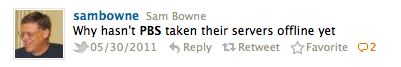 sambowne Sam Bowne
Why hasn't PBS taken their servers offline yet
05/30/2011 Reply Retweet Favorite 2